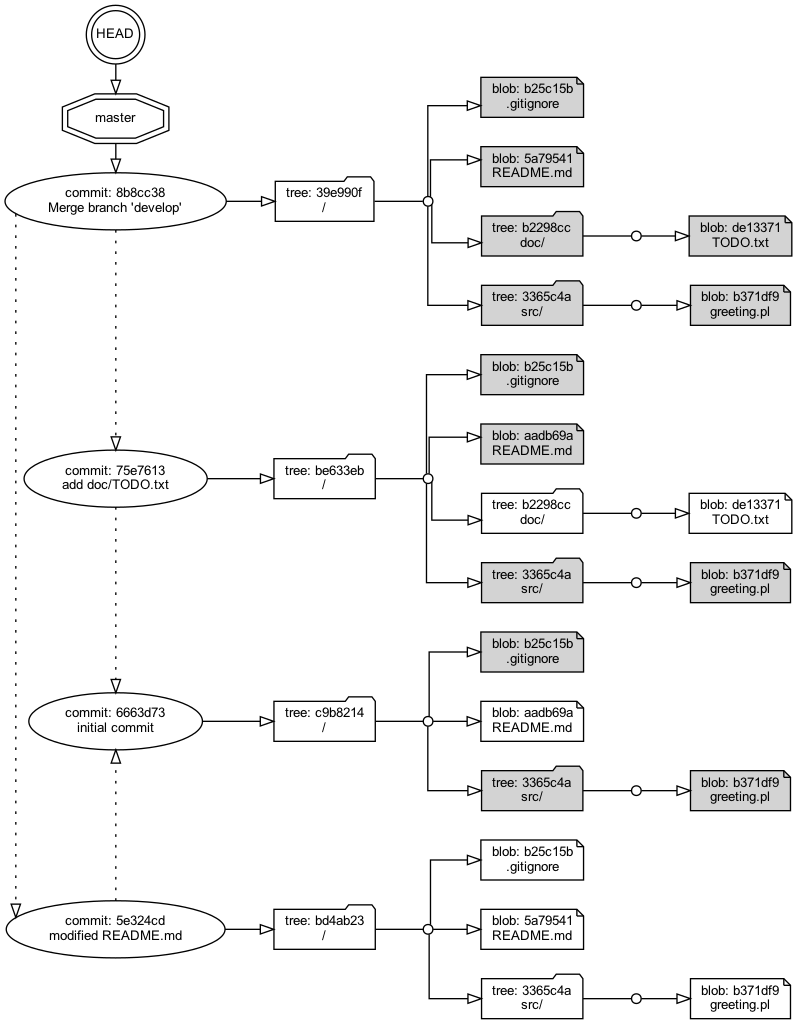 HEAD
master
commit: 8b8cc38
Merge branch 'develop'
tree: 39e990f
/
blob: b25c15b
.gitignore
blob: 5a79541
README.md
tree: b2298cc
doc/
blob: de13371
TODO.txt
tree: 3365c4a
src/
blob: b371df9
greeting.pl
commit: 75e7613
add doc/TODO.txt
tree: be633eb
/
blob: b25c15b
.gitignore
blob: aadb69a
README.md
tree: b2298cc
doc/
blob: de13371
TODO.txt
tree: 3365c4a
src/
blob: b371df9
greeting.pl
commit: 6663d73
initial commit
tree: c9b8214
/
blob: b25c15b
.gitignore
blob: aadb69a
README.md
tree: 3365c4a
src/
blob: b371df9
greeting.pl
commit: 5e324cd
modified README.md
tree: bd4ab23
/
blob: b25c15b
.gitignore
blob: 5a79541
README.md
tree: 3365c4a
src/
blob: b371df9
greeting.pl